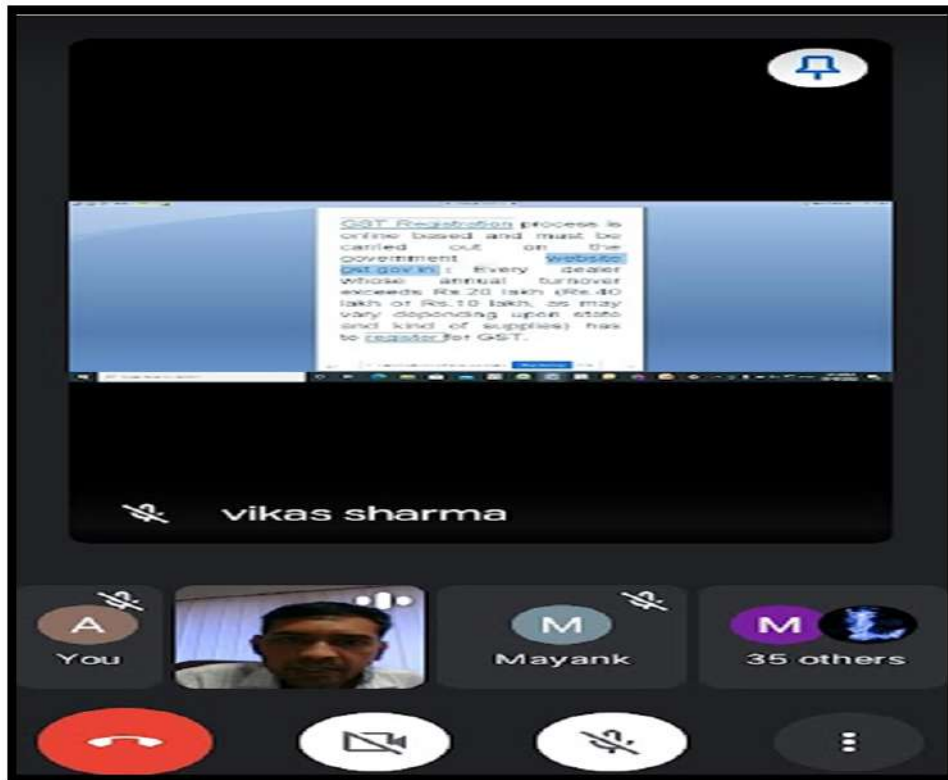 GST Registration process is
online based and must be
carried out on the
government website
gst.gov.in : Every dealer
whose annual turnover
exceeds Rs.20 lakh (Rs.40
lakh or Rs.10 lakh, as may
vary depending upon state
and kind of supplies) has
to register for GST.
vikas sharma
A
You
M
Mayank
M
35 others